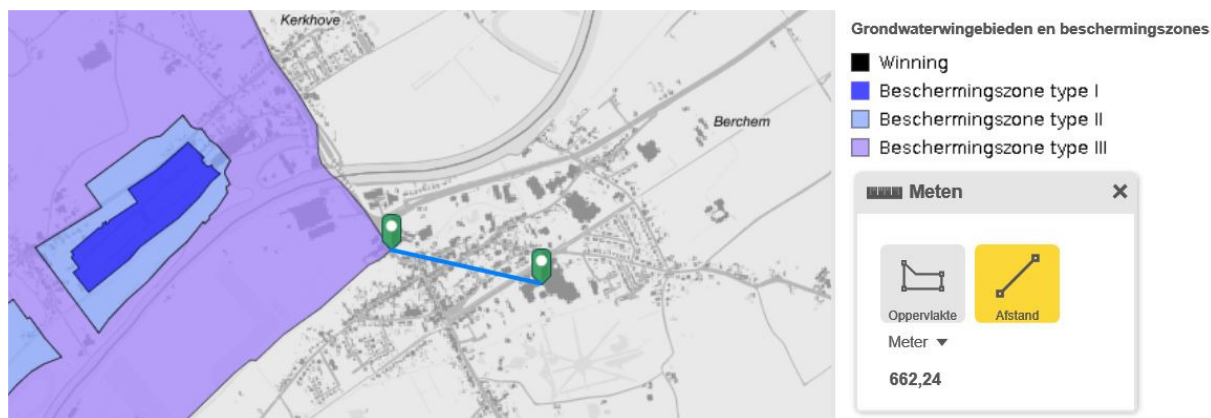 Kerkhove
Berchem
Grondwaterwingebieden en beschermingszones
Winning
Beschermingszone type I
Beschermingszone type II
Beschermingszone type III
Meten
Oppervlakte
Afstand
Meter
662,24